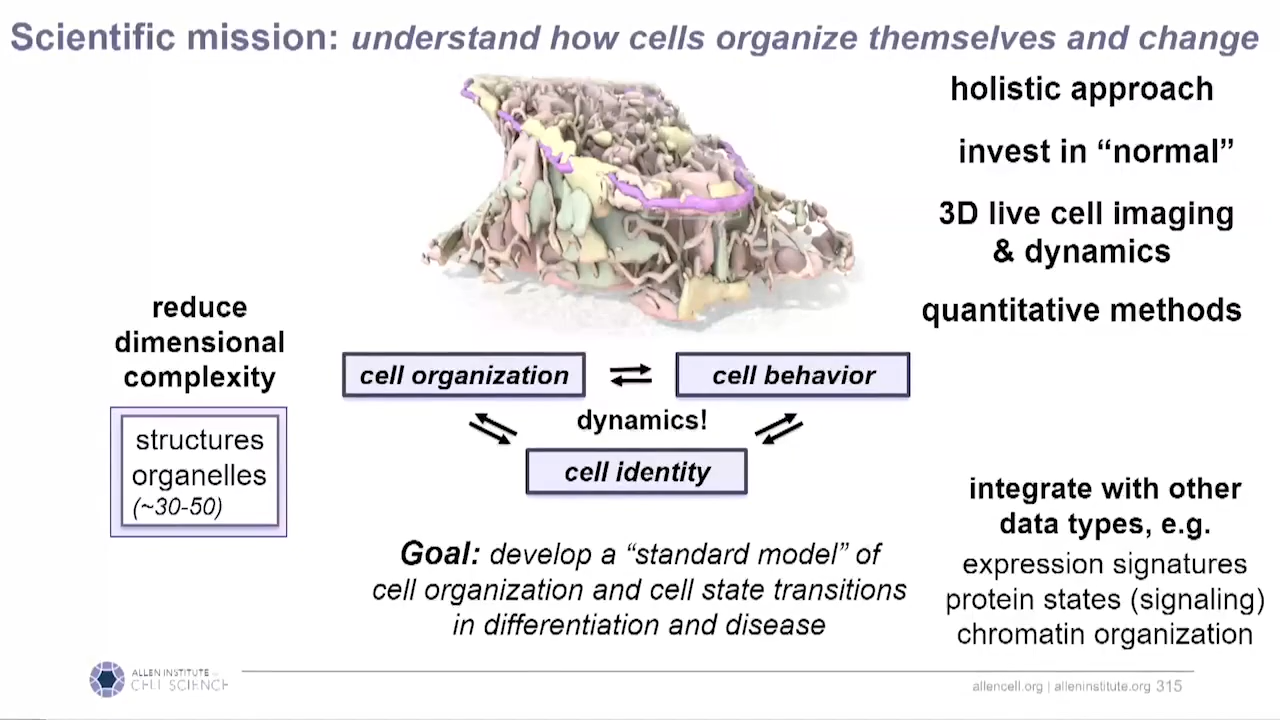 Scientific mission: understand how cells organize themselves and change
holistic approach
invest in “normal”
3D live cell imaging
& dynamics
quantitative methods
reduce
dimensional
complexity
structures
organelles
(~30-50)
cell organization
cell behavior
dynamics!
cell identity
Goal: develop a “standard model” of
cell organization and cell state transitions
in differentiation and disease
integrate with other
data types, e.g.
expression signatures
protein states (signaling)
chromatin organization
ALLEN INSTITUTE
CELL SCIENCE
allencell.org | alleninstitute.org 315